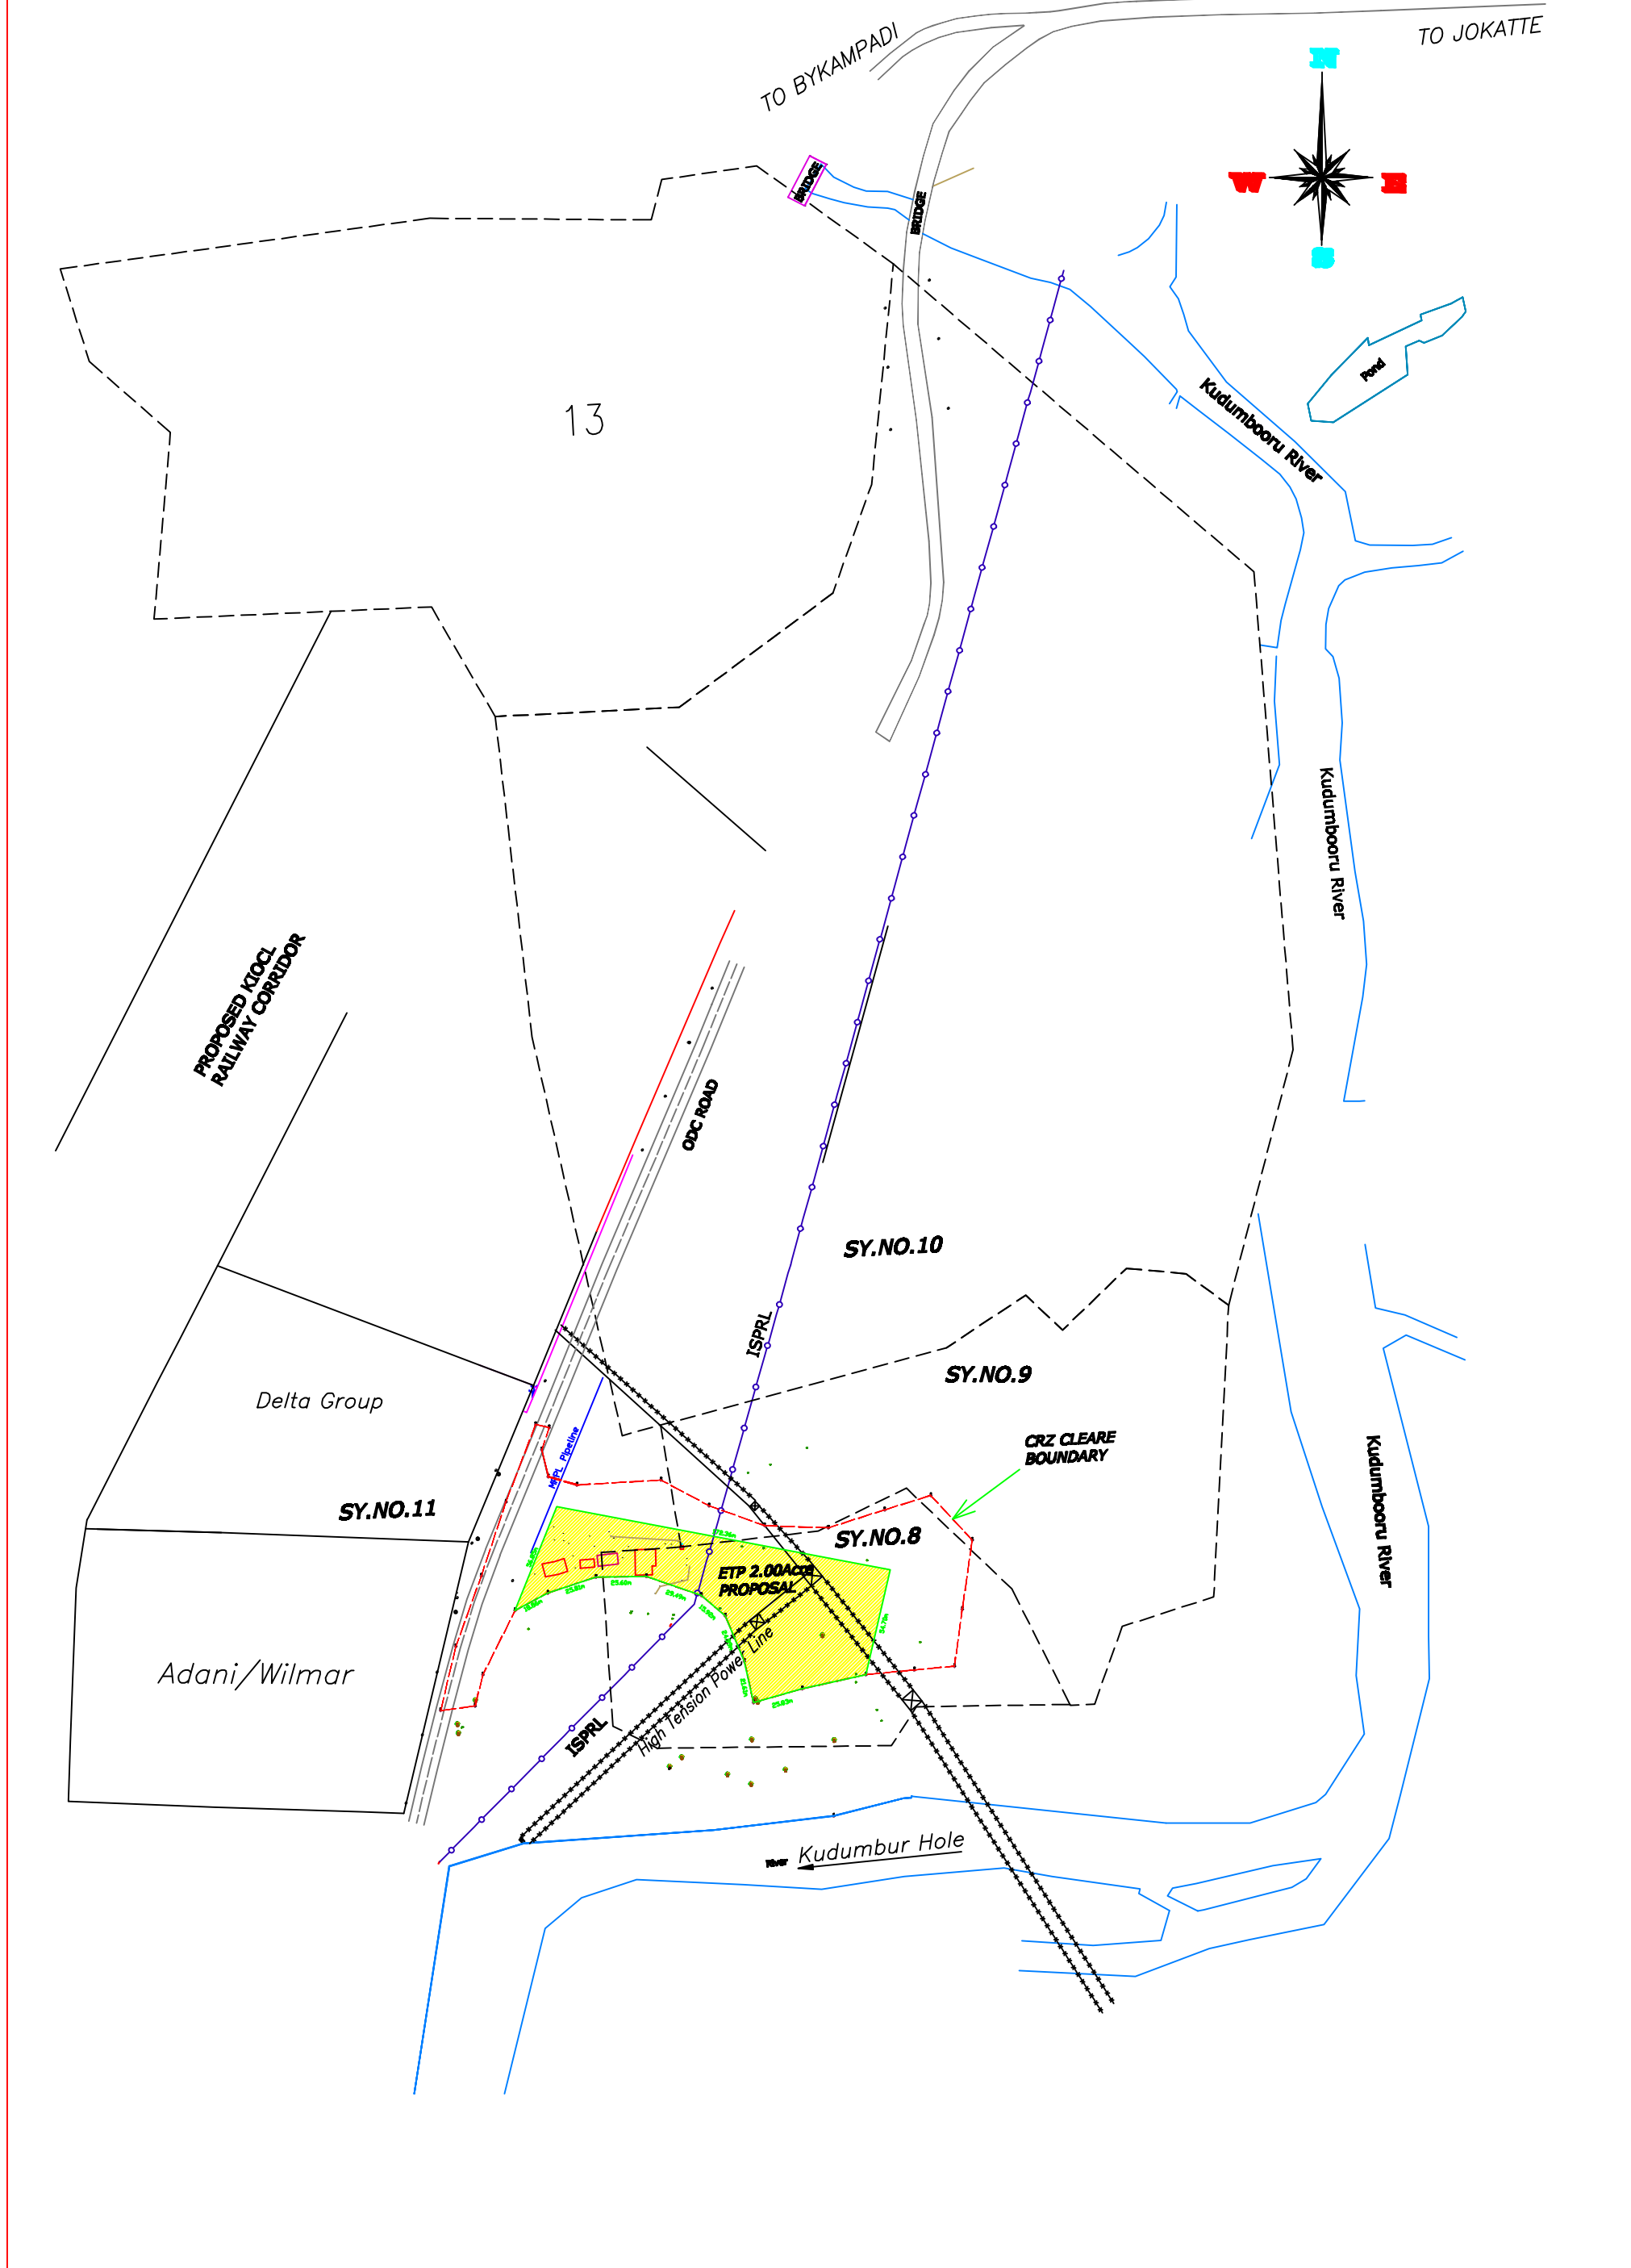 TO BYKAMPADI
TO JOKATTE
N
W
E
S
BRIDGE
BRIDGE
Pond
13
Kudumbooru River
Kudumbooru River
PROPOSED KIOCL
RAILWAY CORRIDOR
ODC ROAD
SY.NO.10
ISPRL
SY.NO.9
Delta Group
MRPL Pipeline
CRZ CLEARE
BOUNDARY
Kudumbooru River
SY.NO.11
SY.NO.8
ETP 2.00Acre
PROPOSAL
Adani/Wilmar
High Tension Power Line
ISPRL
River
Kudumbur Hole